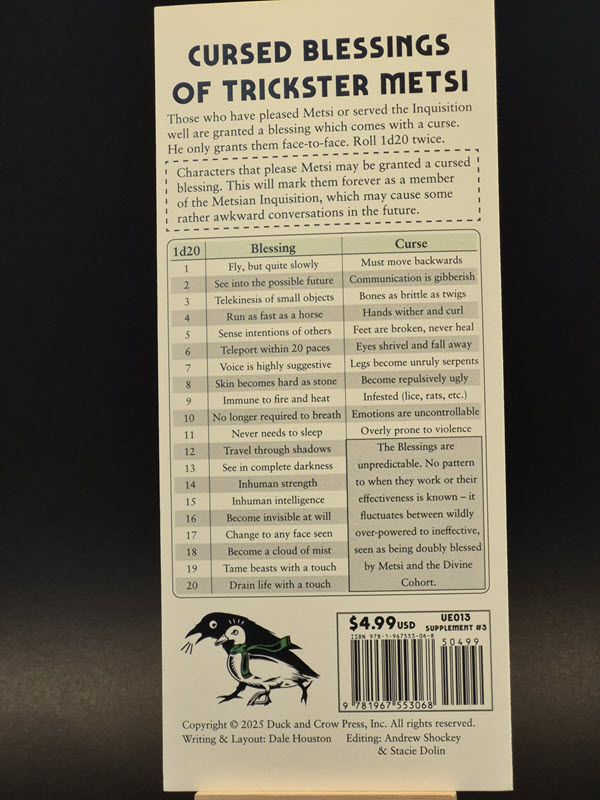 CURSED BLESSINGS
OF TRICKSTER METSI
Those who have pleased Metsi or served the Inquisition
well are granted a blessing which comes with a curse.
He only grants them face-to-face. Roll 1d20 twice.
Characters that please Metsi may be granted a cursed
blessing. This will mark them forever as a member
of the Metsian Inquisition, which may cause some
rather awkward conversations in the future.
1d20 Blessing Curse
1 Fly, but quite slowly Must move backwards
2 See into the possible future Communication is gibberish
3 Telekinesis of small objects Bones as brittle as twigs
4 Run as fast as a horse Hands wither and curl
5 Sense intentions of others Feet are broken, never heal
6 Teleport within 20 paces Eyes shrivel and fall away
7 Voice is highly suggestive Legs become unruly serpents
8 Skin becomes hard as stone Become repulsively ugly
9 Immune to fire and heat Infested (lice, rats, etc.)
10 No longer required to breath Emotions are uncontrollable
11 Never needs to sleep Overly prone to violence
12 Travel through shadows
13 See in complete darkness
14 Inhuman strength
15 Inhuman intelligence
16 Become invisible at will
17 Change to any face seen
18 Become a cloud of mist
19 Tame beasts with a touch
20 Drain life with a touch
The Blessings are
unpredictable. No pattern
to when they work or their
effectiveness is known – it
fluctuates between wildly
over-powered to ineffective,
seen as being doubly blessed
by Metsi and the Divine
Cohort.
$4.99 USD UE013
SUPPLEMENT #3
ISBN 978-1-967553-06-8
50499
9 781967 553068
Copyright © 2025 Duck and Crow Press, Inc. All rights reserved.
Writing & Layout: Dale Houston Editing: Andrew Shockey
& Stacie Dolin